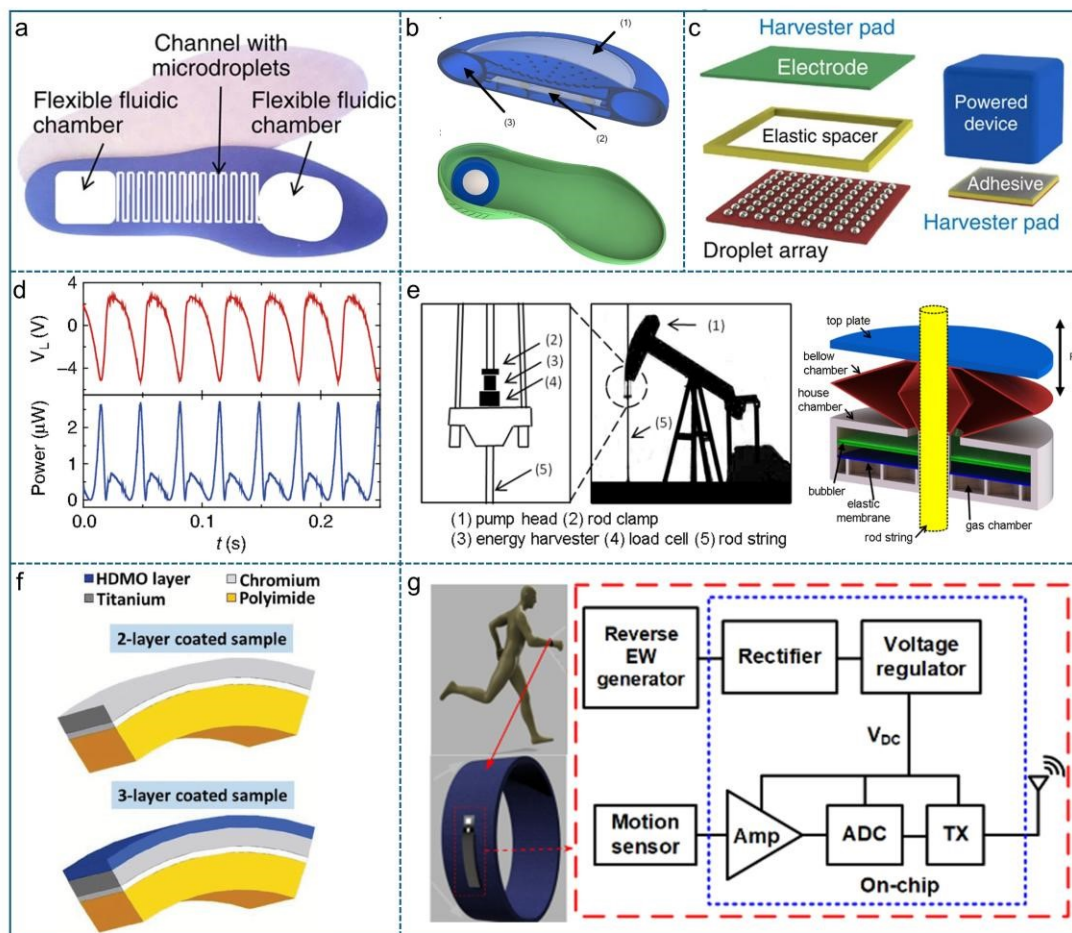 a
Channel with
microdroplets
Flexible fluidic
chamber
Flexible fluidic
chamber
b
(1)
(3)
(2)
c
Harvester pad
Electrode
Elastic spacer
Droplet array
Powered
device
Adhesive
Harvester pad
d
4
0
-4
V_L (V)
2
1
0
Power (μW)
0.0
0.1
0.2
t (s)
e
(2)
(3)
(4)
(5)
(1)
(5)
(1) pump head (2) rod clamp
(3) energy harvester (4) load cell (5) rod string
top plate
bellow
chamber
house
chamber
bubbler
elastic
membrane
gas chamber
rod string
f
HDMO layer
Chromium
Titanium
Polyimide
2-layer coated sample
3-layer coated sample
g
Reverse
EW
generator
Rectifier
Voltage
regulator
V_DC
Motion
sensor
Amp
ADC
TX
On-chip